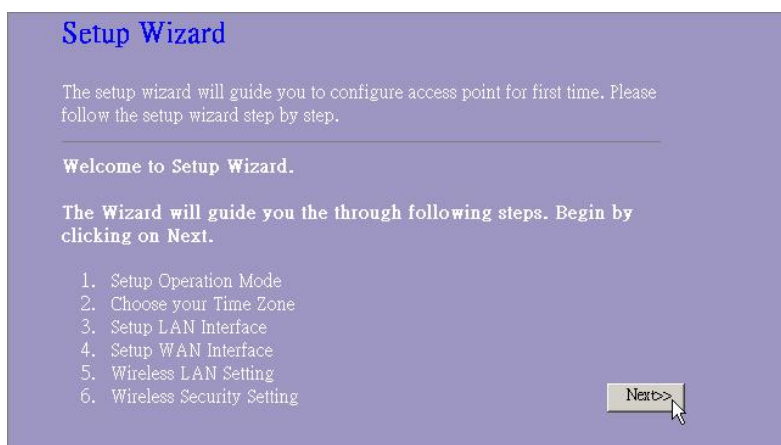 Setup Wizard
The setup wizard will guide you to configure access point for first time. Please
follow the setup wizard step by step.
Welcome to Setup Wizard.
The Wizard will guide you the through following steps. Begin by
clicking on Next.
1. Setup Operation Mode
2. Choose your Time Zone
3. Setup LAN Interface
4. Setup WAN Interface
5. Wireless LAN Setting
6. Wireless Security Setting
Next>>